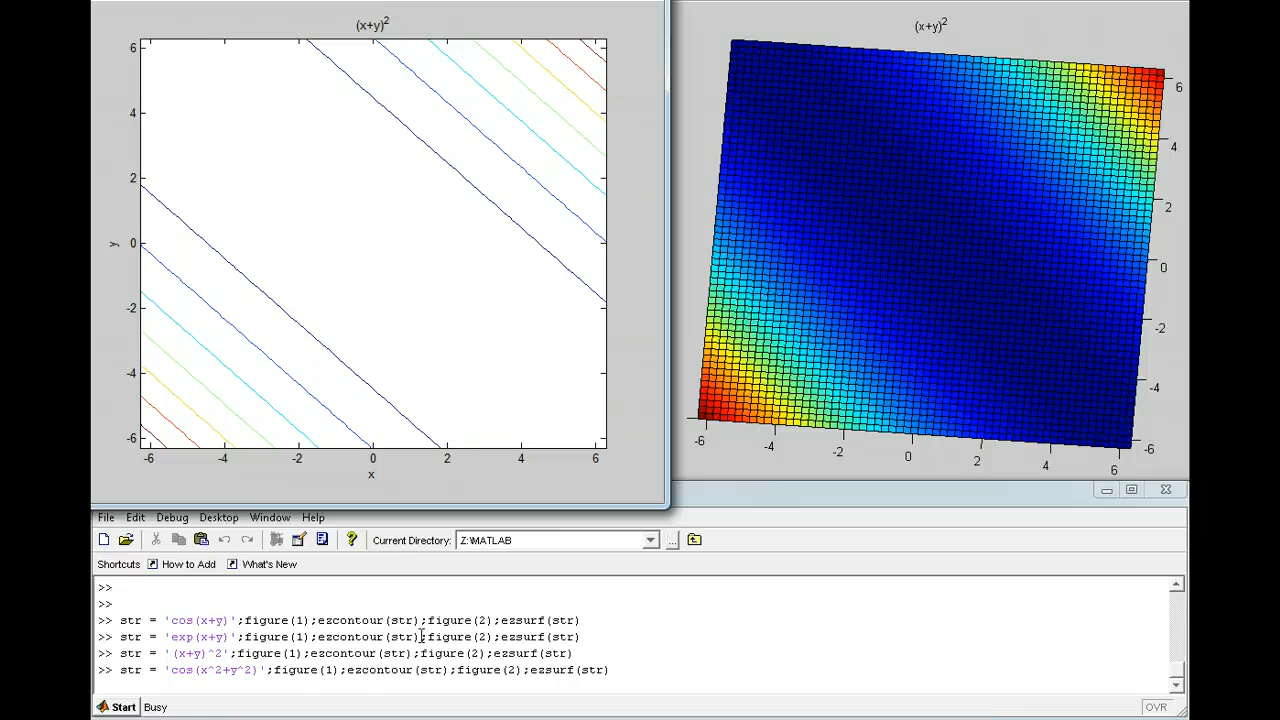 (x+y)2
6
4
2
0
-2
-4
-6
y
-6 -4 -2 0 2 4 6
x
(x+y)2
6
4
2
0
-2
-4
-6
-6 -4 -2 0 2 4 6
File Edit Debug Desktop Window Help
Current Directory: Z:\MATLAB ...
Shortcuts How to Add What's New
>>
>>
>> str = 'cos(x+y)';figure(1);ezcontour(str);figure(2);ezsurf(str)
>> str = 'exp(x+y)';figure(1);ezcontour(str);figure(2);ezsurf(str)
>> str = '(x+y)^2';figure(1);ezcontour(str);figure(2);ezsurf(str)
>> str = 'cos(x^2+y^2)';figure(1);ezcontour(str);figure(2);ezsurf(str)
Start Busy OVR